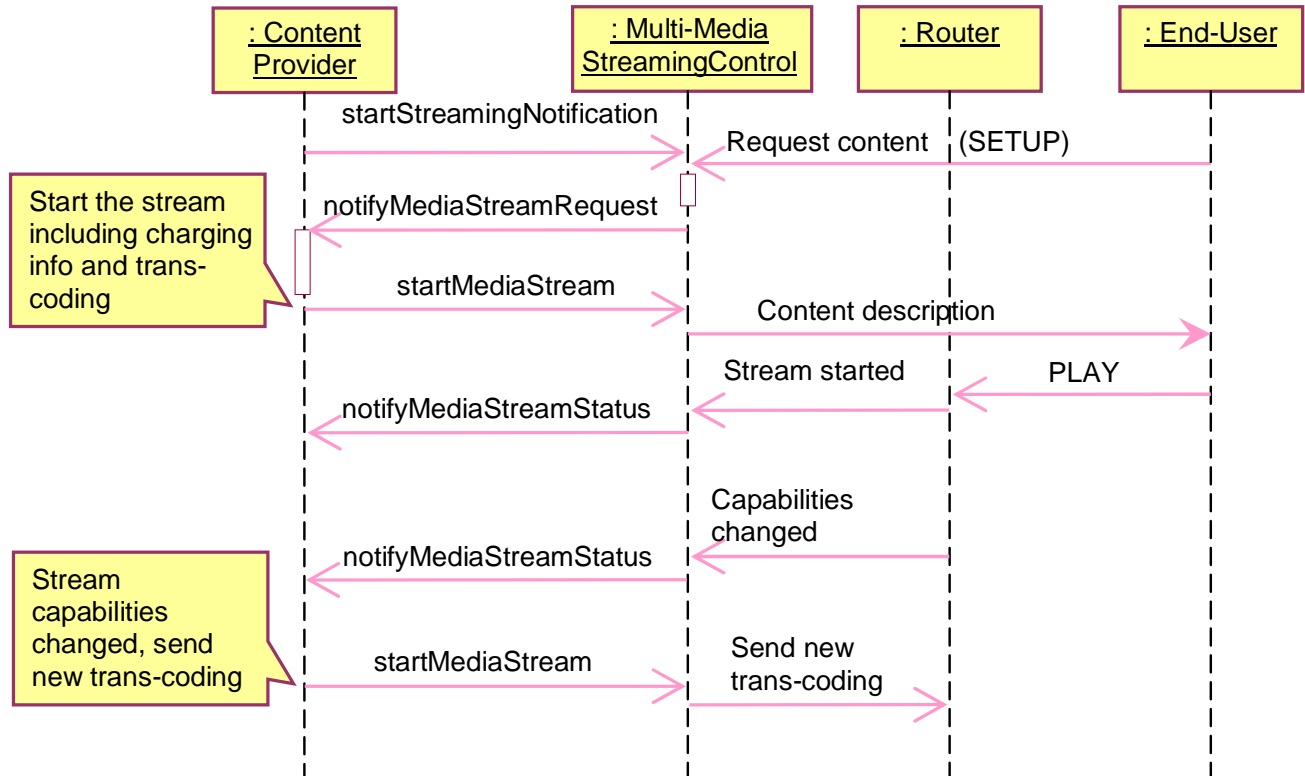 : Content
Provider
: Multi-Media
StreamingControl
: Router
: End-User
startStreamingNotification
Request content (SETUP)
Start the stream
including charging
info and trans-
coding
notifyMediaStreamRequest
startMediaStream
Content description
Stream started
PLAY
notifyMediaStreamStatus
Capabilities
changed
notifyMediaStreamStatus
Stream
capabilities
changed, send
new trans-coding
startMediaStream
Send new
trans-coding